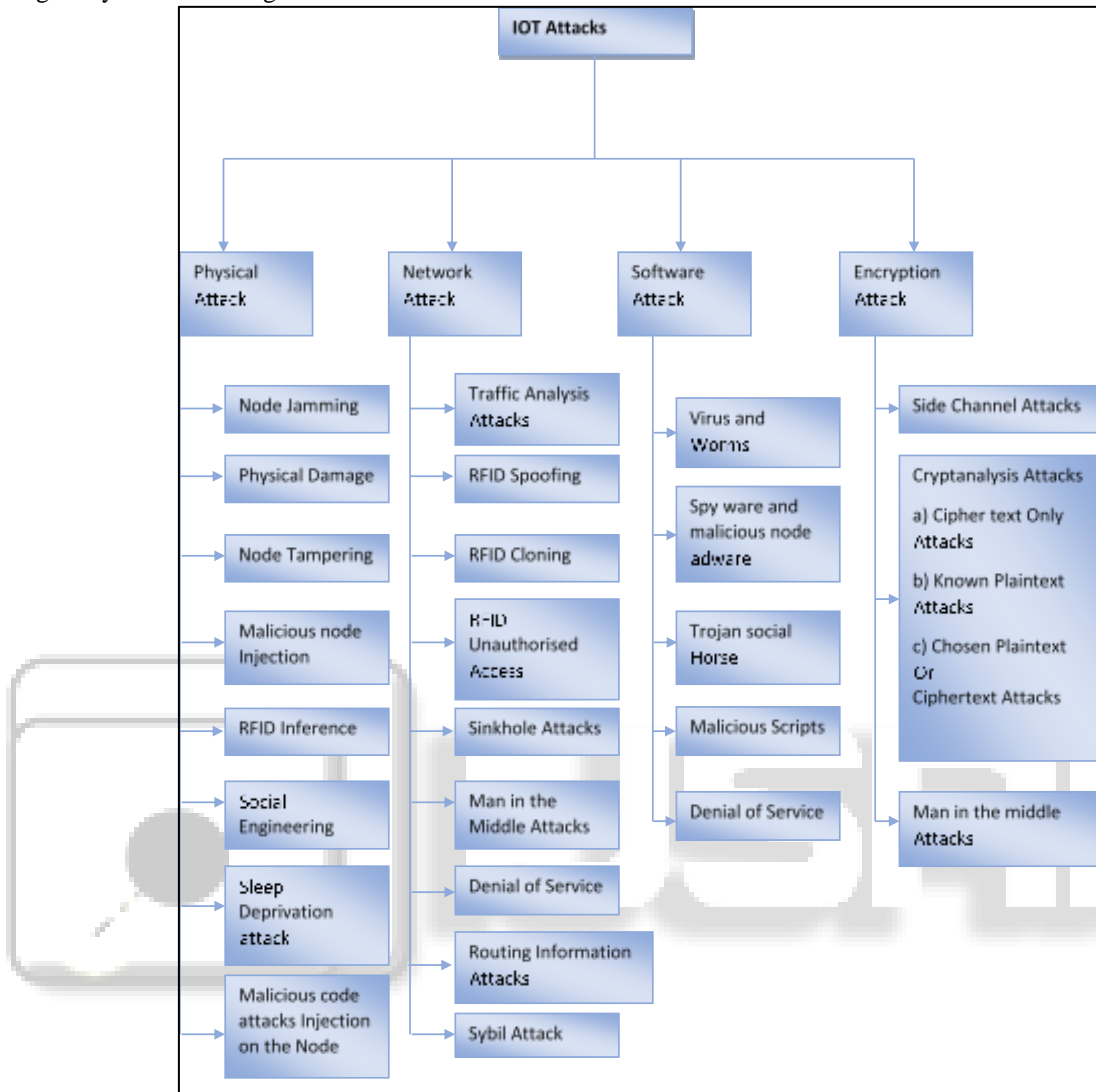 IOT Attacks
Physical
Attack
Network
Attack
Software
Attack
Encryption
Attack
Node Jamming
Physical Damage
Node Tampering
Malicious node
Injection
RFID Inference
Social
Engineering
Sleep
Deprivation
attack
Malicious code
attacks Injection
on the Node
Traffic Analysis
Attacks
RFID Spoofing
RFID Cloning
RFID
Unauthorised
Access
Sinkhole Attacks
Man in the
Middle Attacks
Denial of Service
Routing Information
Attacks
Sybil Attack
Virus and
Worms
Spy ware and
malicious node
adware
Trojan social
Horse
Malicious Scripts
Denial of Service
Side Channel Attacks
Cryptanalysis Attacks
a) Cipher text Only
Attacks
b) Known Plaintext
Attacks
c) Chosen Plaintext
Or
Ciphertext Attacks
Man in the middle
Attacks